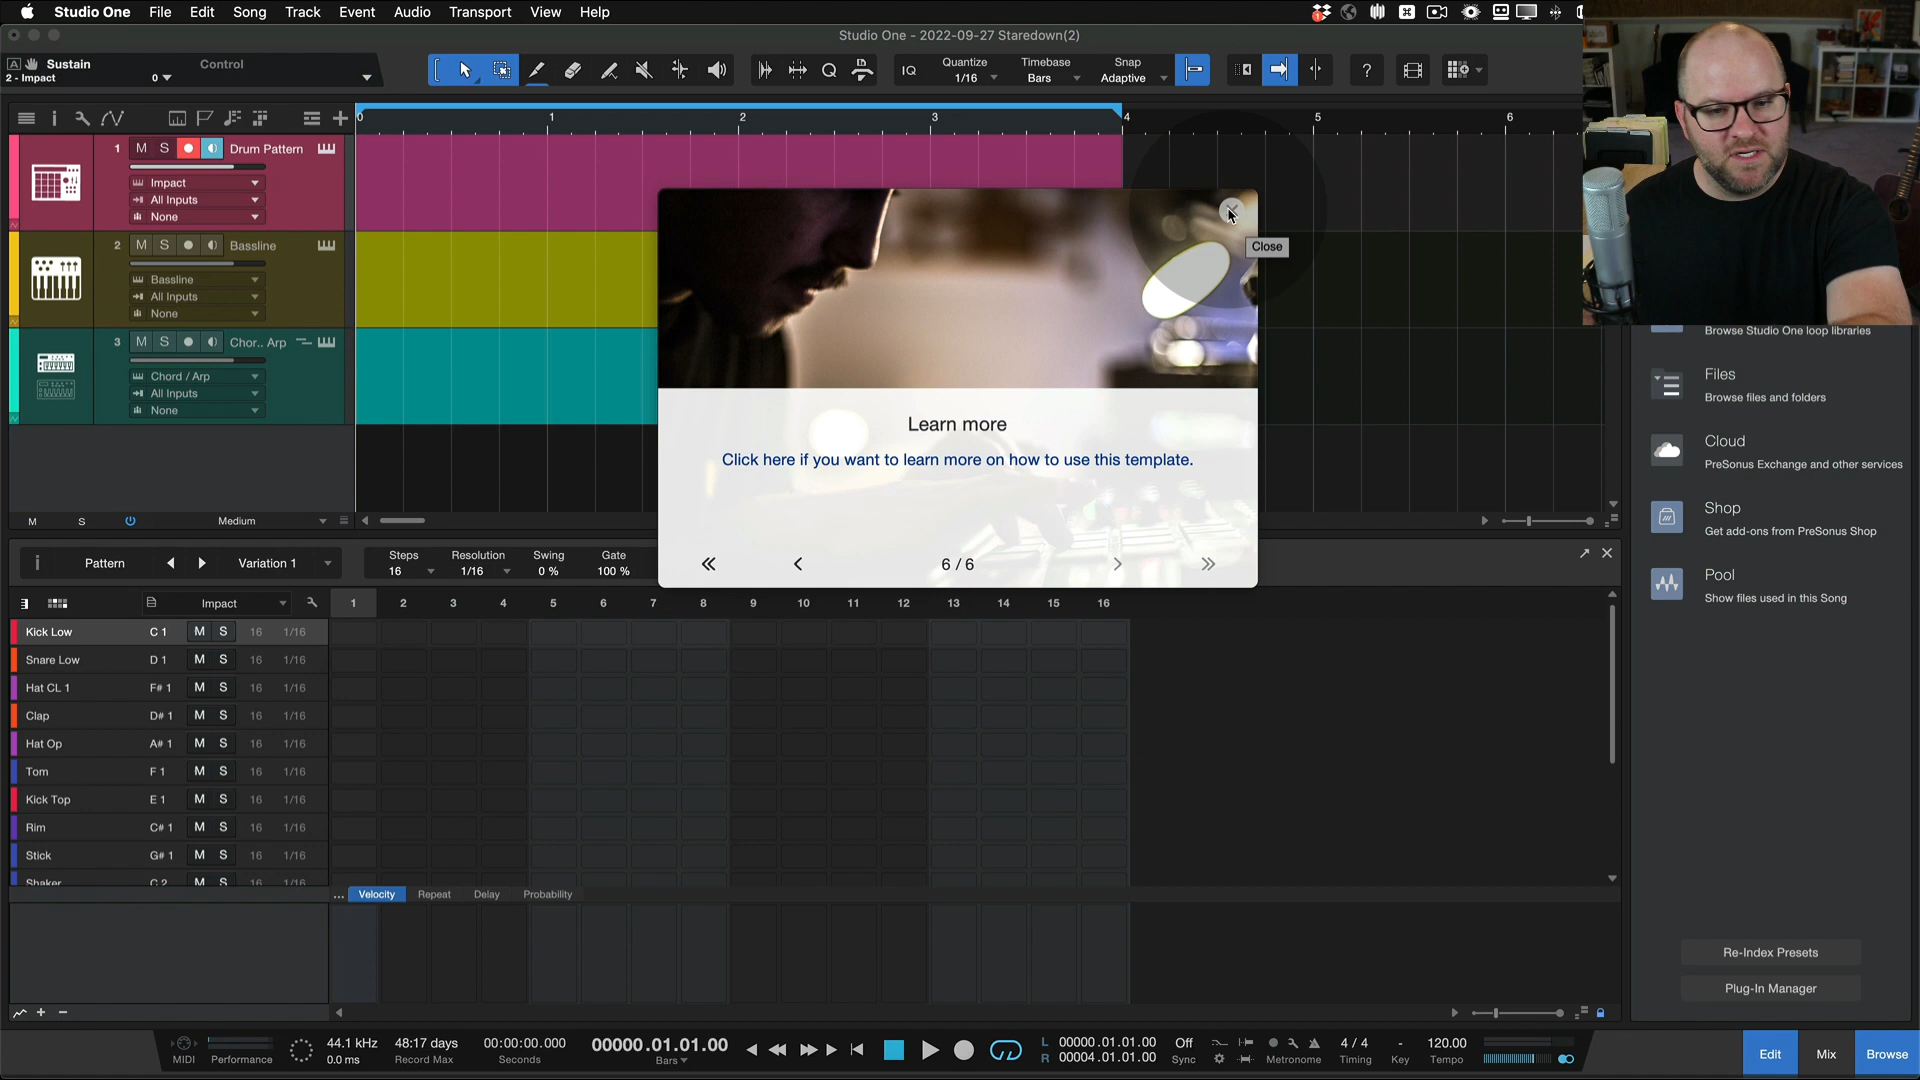 Studio One File Edit Song Track Event Audio Transport View Help
Studio One - 2022-09-27 Staredown(2)
Sustain
2 - Impact 0
Control
IQ
Quantize
1/16
Timebase
Bars
Snap
Adaptive
?
0 1 2 3 4 5 6
1 M S Drum Pattern
Impact
All Inputs
None
2 M S Bassline
Bassline
All Inputs
None
3 M S Chor.. Arp
Chord / Arp
All Inputs
None
M S Medium
Close
Learn more
Click here if you want to learn more on how to use this template.
6 / 6
Browse Studio One loop libraries
Files
Browse files and folders
Cloud
PreSonus Exchange and other services
Shop
Get add-ons from PreSonus Shop
Pool
Show files used in this Song
Re-Index Presets
Plug-In Manager
Pattern Variation 1
Steps
16
Resolution
1/16
Swing
0 %
Gate
100 %
Impact
1 2 3 4 5 6 7 8 9 10 11 12 13 14 15 16
Kick Low C 1 M S 16 1/16
Snare Low D 1 M S 16 1/16
Hat CL 1 F# 1 M S 16 1/16
Clap D# 1 M S 16 1/16
Hat Op A# 1 M S 16 1/16
Tom F 1 M S 16 1/16
Kick Top E 1 M S 16 1/16
Rim C# 1 M S 16 1/16
Stick G# 1 M S 16 1/16
Shaker C 2 M S 16 1/16
... Velocity Repeat Delay Probability
MIDI
Performance
44.1 kHz
0.0 ms
48:17 days
Record Max
00:00:00.000
Seconds
00000.01.01.00
Bars
L 00000.01.01.00
R 00004.01.01.00
Off
Sync
Metronome
4 / 4
Timing
-
Key
120.00
Tempo
Edit Mix Browse